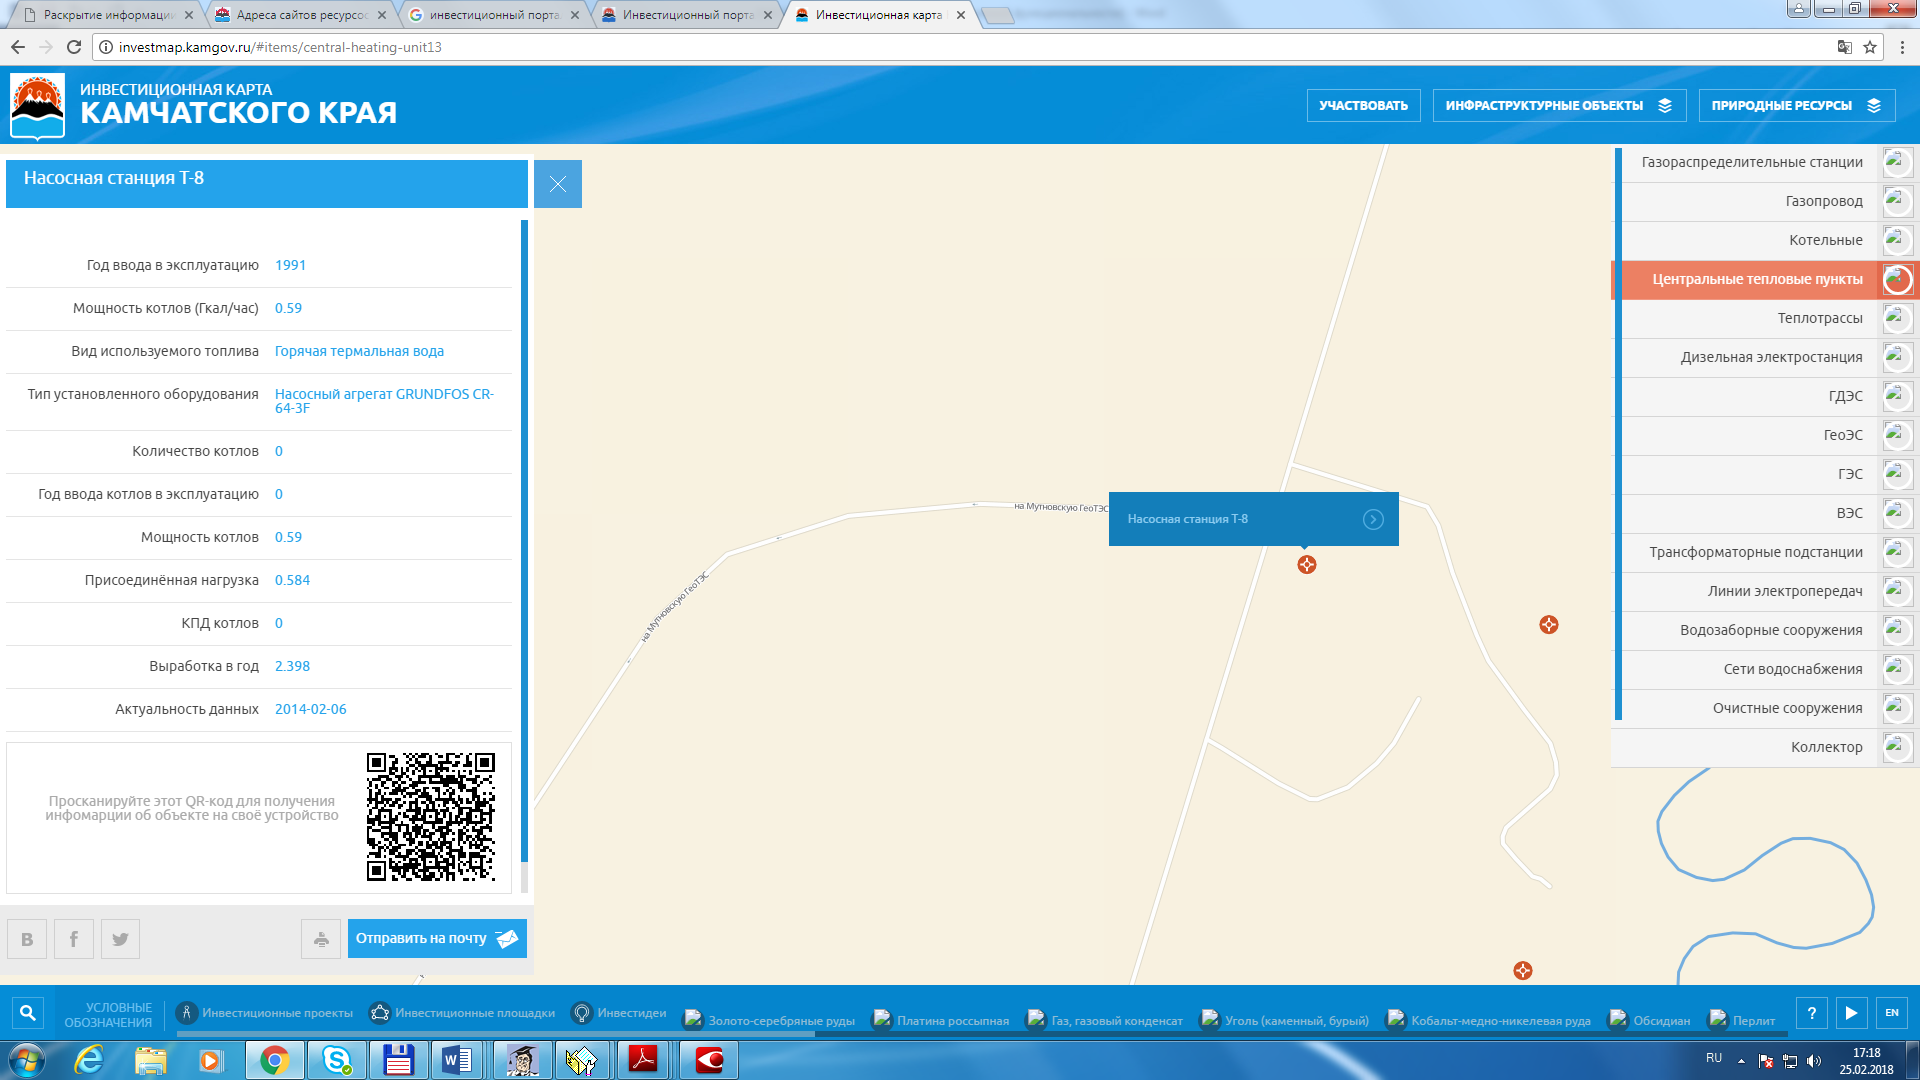 Раскрытие информации
Адреса сайтов ресурсос
инвестиционный порта
Инвестиционный порта
Инвестиционная карта
investmap.kamgov.ru/#items/central-heating-unit13
ИНВЕСТИЦИОННАЯ КАРТА
КАМЧАТСКОГО КРАЯ
УЧАСТВОВАТЬ
ИНФРАСТРУКТУРНЫЕ ОБЪЕКТЫ
ПРИРОДНЫЕ РЕСУРСЫ
Насосная станция Т-8
Год ввода в эксплуатацию 1991
Мощность котлов (Гкал/час) 0.59
Вид используемого топлива Горячая термальная вода
Тип установленного оборудования Насосный агрегат GRUNDFOS CR-
64-3F
Количество котлов 0
Год ввода котлов в эксплуатацию 0
Мощность котлов 0.59
Присоединённая нагрузка 0.584
КПД котлов 0
Выработка в год 2.398
Актуальность данных 2014-02-06
Просканируйте этот QR-код для получения
инфомарции об объекте на своё устройство
Отправить на почту
на Мутновскую ГеоТЭС
на Мутновскую ГеоТЭС
Насосная станция Т-8
Газораспределительные станции
Газопровод
Котельные
Центральные тепловые пункты
Теплотрассы
Дизельная электростанция
ГДЭС
ГеоЭС
ГЭС
ВЭС
Трансформаторные подстанции
Линии электропередач
Водозаборные сооружения
Сети водоснабжения
Очистные сооружения
Коллектор
УСЛОВНЫЕ
ОБОЗНАЧЕНИЯ
Инвестиционные проекты
Инвестиционные площадки
Инвестидеи
Золото-серебряные руды
Платина россыпная
Газ, газовый конденсат
Уголь (каменный, бурый)
Кобальт-медно-никелевая руда
Обсидиан
Перлит
?
EN
RU
17:18
25.02.2018